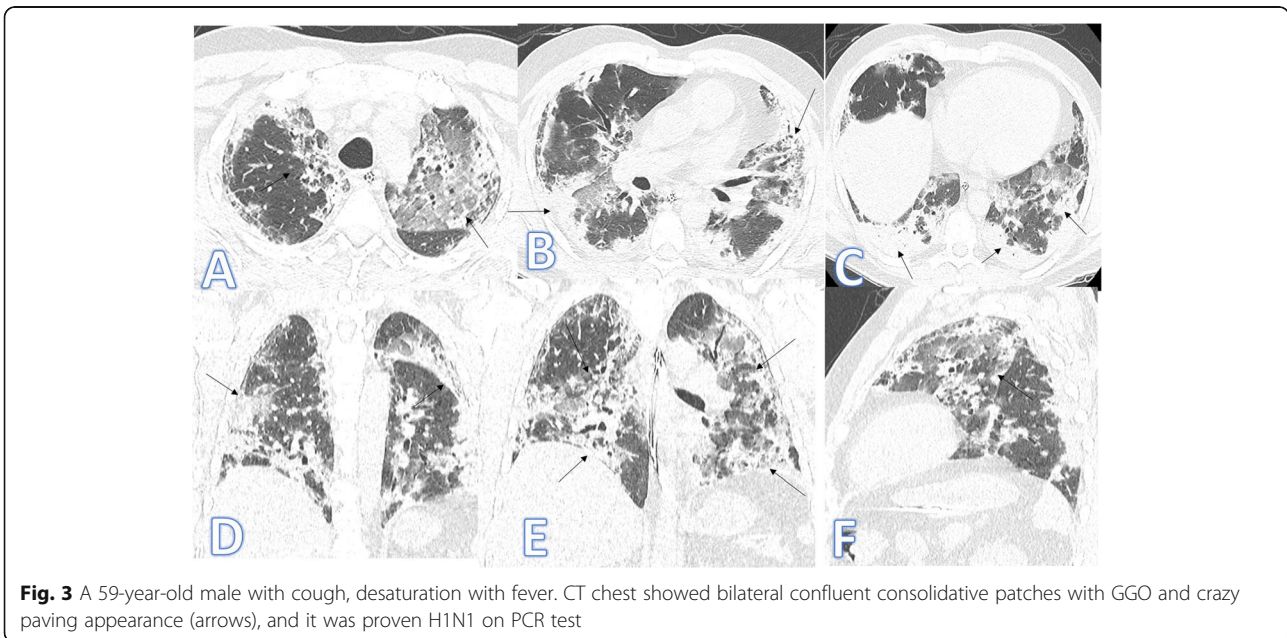 A
B
C
D
E
F
Fig. 3 A 59-year-old male with cough, desaturation with fever. CT chest showed bilateral confluent consolidative patches with GGO and crazy
paving appearance (arrows), and it was proven H1N1 on PCR test